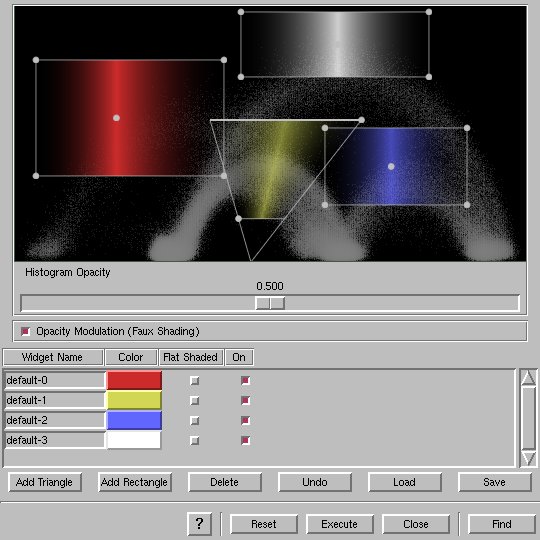 Histogram Opacity
0.500
Opacity Modulation (Faux Shading)
Widget Name Color Flat Shaded On
default-0
default-1
default-2
default-3
Add Triangle Add Rectangle Delete Undo Load Save
? Reset Execute Close Find